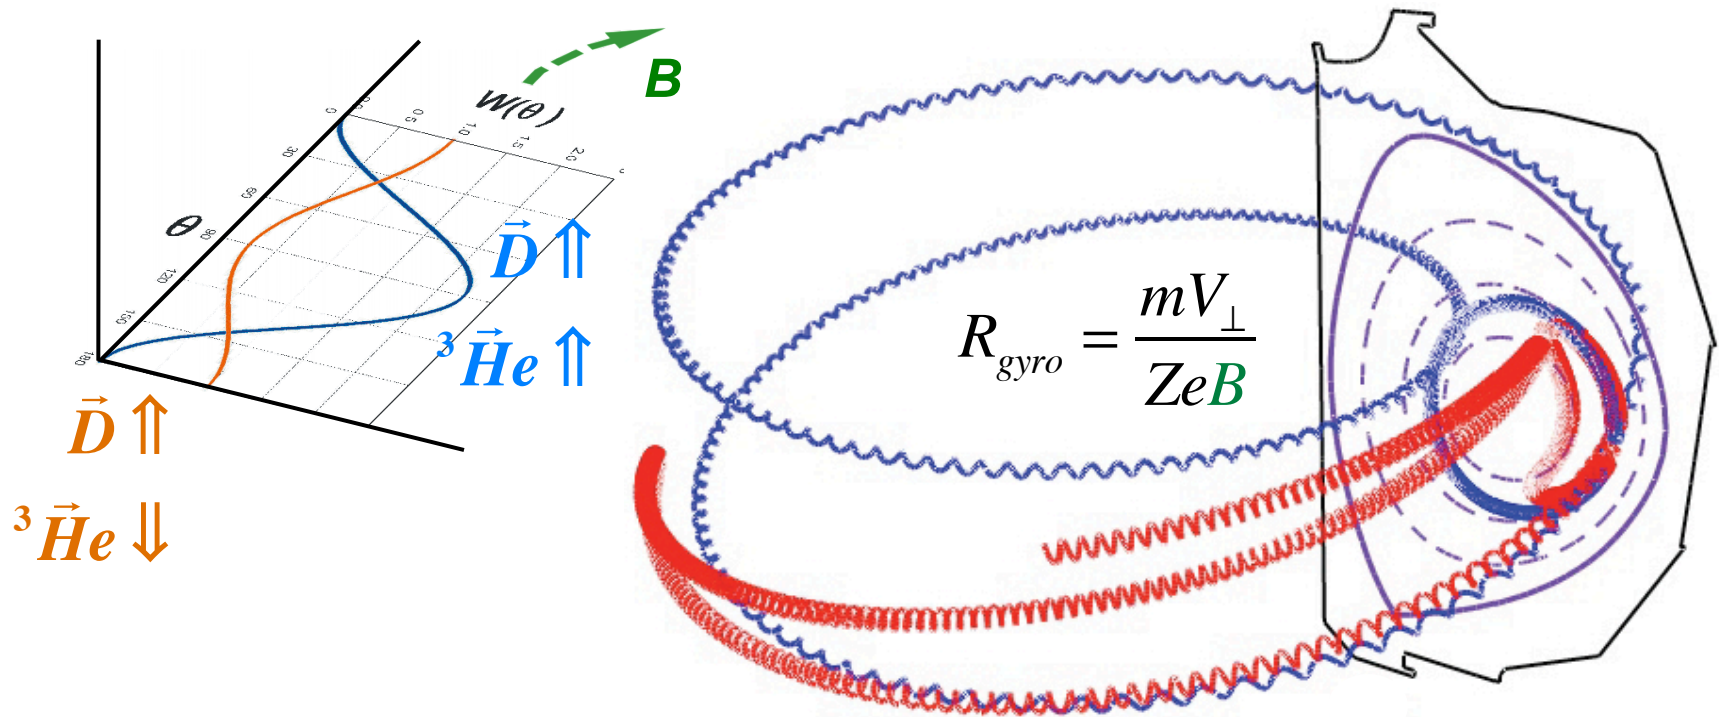 B
W(θ)
0.5
0.5
1.0
1.5
2.0
0
30
60
90
120
150
180
θ
D⃗ ⇑
³H⃗e ⇑
D⃗ ⇑
³H⃗e ⇓
R_gyro = mV⊥ / ZeB